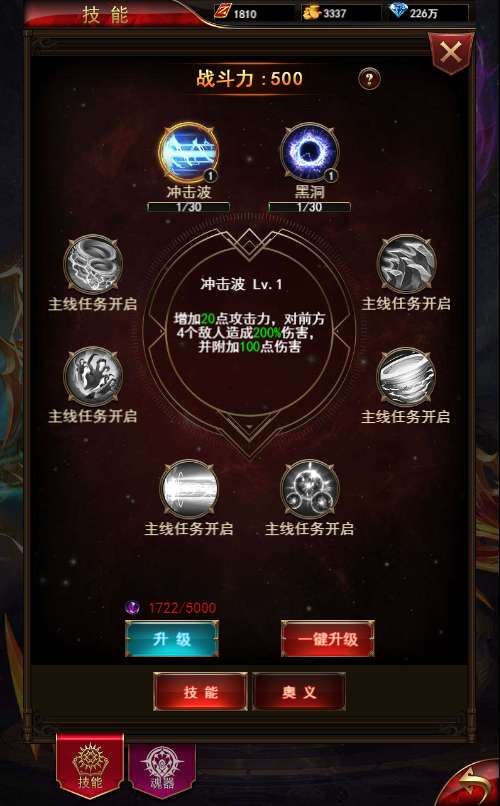 技 能
1810
3337
226万
战斗力：500
?
1
1
冲击波
黑洞
1/30
1/30
冲击波 Lv.1
主线任务开启
主线任务开启
增加20点攻击力，对前方
4个敌人造成200%伤害，
并附加100点伤害
主线任务开启
主线任务开启
主线任务开启
主线任务开启
1722/5000
升 级
一键升级
技 能
奥 义
技能
魂器